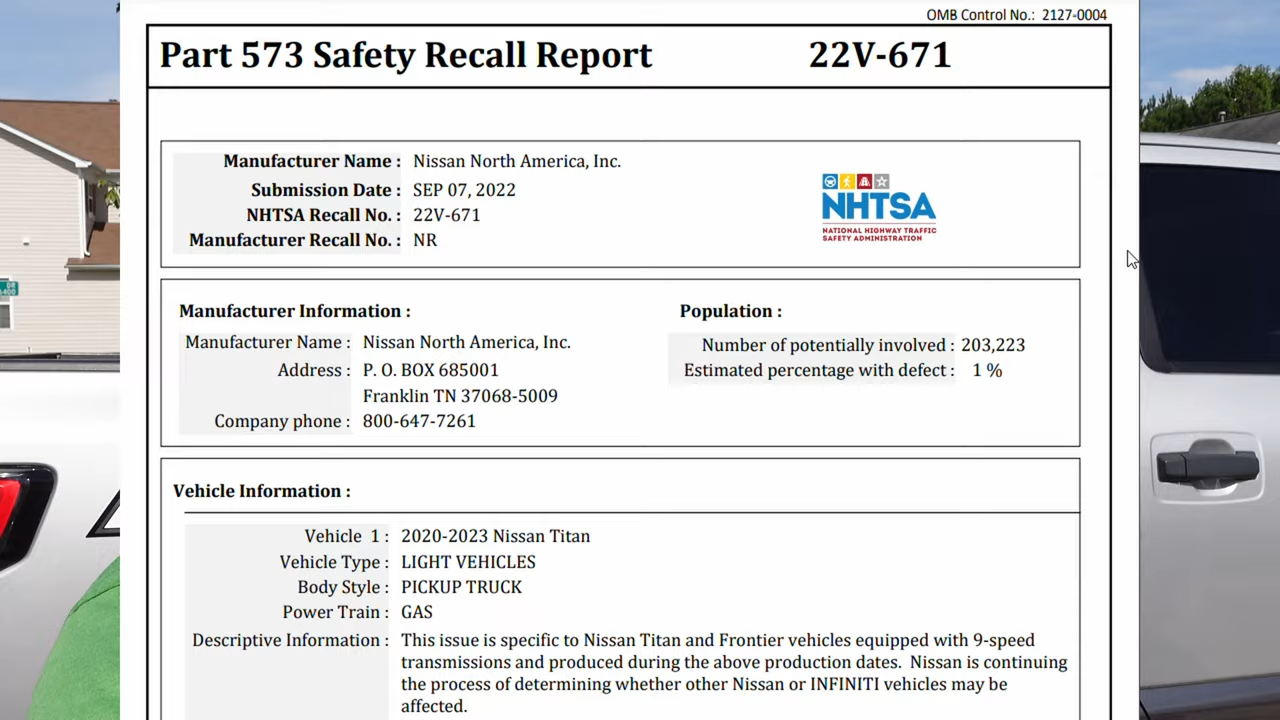 OMB Control No.: 2127-0004
Part 573 Safety Recall Report 22V-671
Manufacturer Name : Nissan North America, Inc.
Submission Date : SEP 07, 2022
NHTSA Recall No. : 22V-671
Manufacturer Recall No. : NR
NHTSA
NATIONAL HIGHWAY TRAFFIC
SAFETY ADMINISTRATION
Manufacturer Information :
Manufacturer Name : Nissan North America, Inc.
Address : P. O. BOX 685001
Franklin TN 37068-5009
Company phone : 800-647-7261
Population :
Number of potentially involved : 203,223
Estimated percentage with defect : 1 %
Vehicle Information :
Vehicle 1 : 2020-2023 Nissan Titan
Vehicle Type : LIGHT VEHICLES
Body Style : PICKUP TRUCK
Power Train : GAS
Descriptive Information : This issue is specific to Nissan Titan and Frontier vehicles equipped with 9-speed
transmissions and produced during the above production dates. Nissan is continuing
the process of determining whether other Nissan or INFINITI vehicles may be
affected.
DR
6400